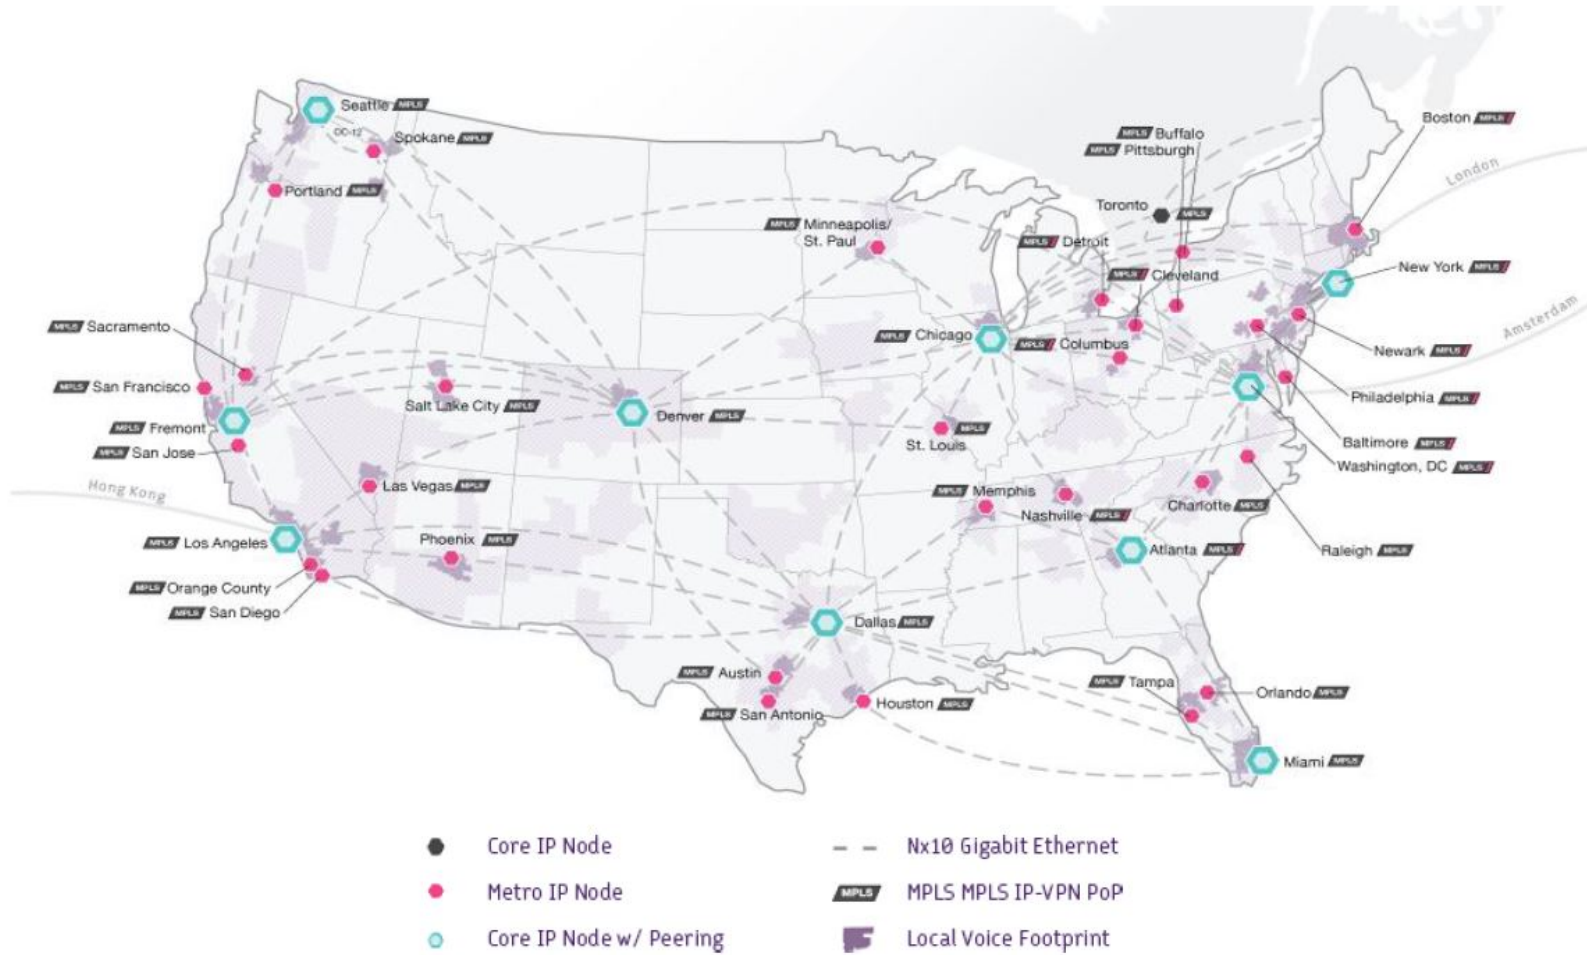 Seattle MPLS
OC-12
Spokane MPLS
Portland MPLS
MPLS Sacramento
MPLS San Francisco
MPLS Fremont
MPLS San Jose
Hong Kong
MPLS Los Angeles
MPLS Orange County
MPLS San Diego
Las Vegas MPLS
Phoenix MPLS
Salt Lake City MPLS
Denver MPLS
MPLS Minneapolis/
St. Paul
MPLS Chicago
St. Louis MPLS
MPLS Memphis
Nashville MPLS
Dallas MPLS
MPLS Austin
MPLS San Antonio
Houston MPLS
MPLS Buffalo
MPLS Pittsburgh
Toronto MPLS
MPLS Detroit
MPLS Cleveland
MPLS Columbus
Boston MPLS
London
New York MPLS
Amsterdam
Newark MPLS
Philadelphia MPLS
Baltimore MPLS
Washington, DC MPLS
Charlotte MPLS
Raleigh MPLS
Atlanta MPLS
MPLS Tampa
Orlando MPLS
Miami MPLS
Core IP Node
Metro IP Node
Core IP Node w/ Peering
Nx10 Gigabit Ethernet
MPLS MPLS MPLS IP-VPN PoP
Local Voice Footprint